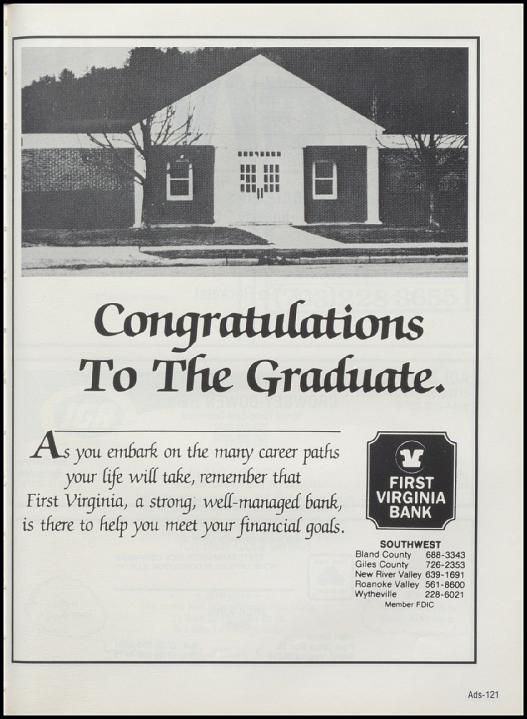 Congratulations
To The Graduate.
As you embark on the many career paths
your life will take, remember that
First Virginia, a strong, well-managed bank,
is there to help you meet your financial goals.
FIRST
VIRGINIA
BANK
SOUTHWEST
Bland County 688-3343
Giles County 726-2353
New River Valley 639-1691
Roanoke Valley 561-8600
Wytheville 228-6021
Member FDIC
Ads-121